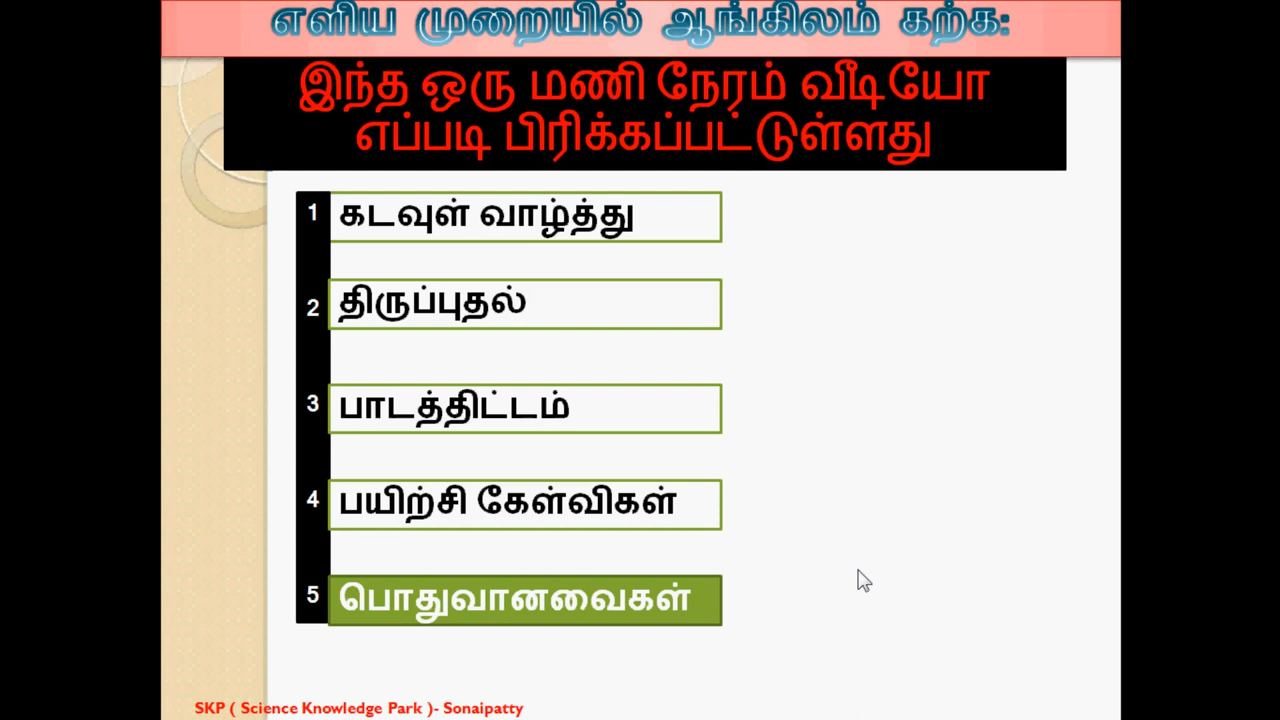 எளிய முறையில் ஆங்கிலம் கற்க:
இந்த ஒரு மணி நேரம் வீடியோ
எப்படி பிரிக்கப்பட்டுள்ளது
1 கடவுள் வாழ்த்து
2 திருப்புதல்
3 பாடத்திட்டம்
4 பயிற்சி கேள்விகள்
5 பொதுவானவைகள்
SKP ( Science Knowledge Park )- Sonaipatty